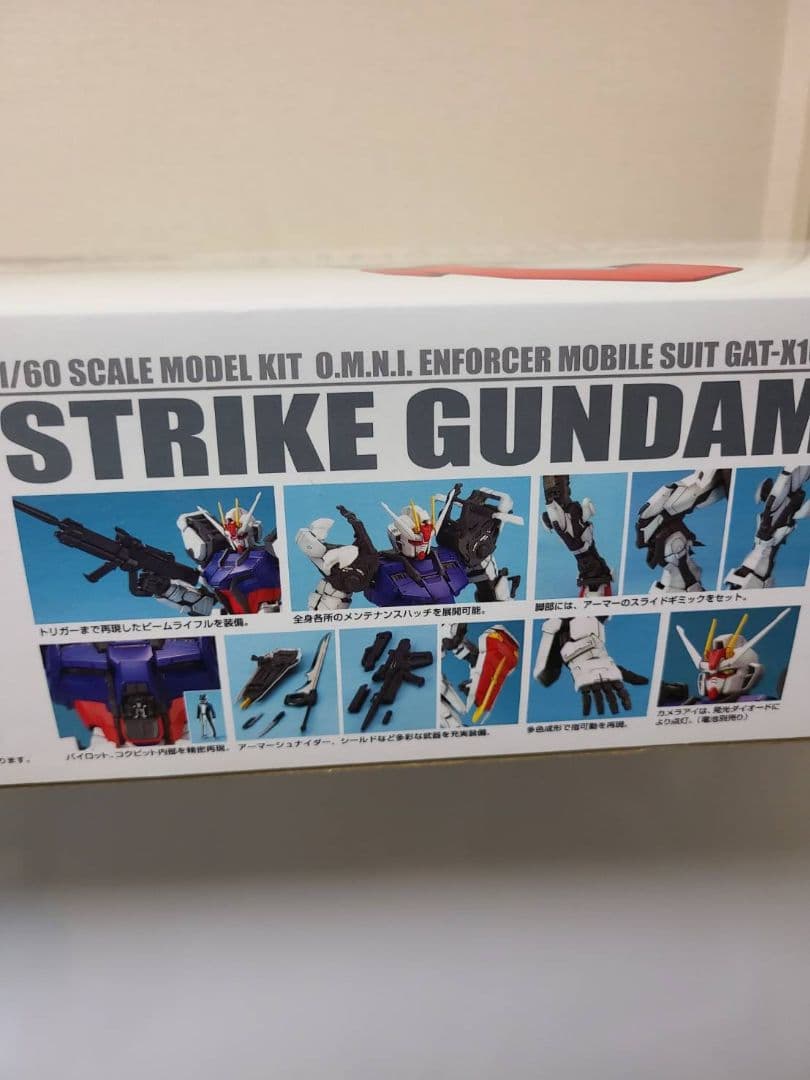 1/60 SCALE MODEL KIT O.M.N.I. ENFORCER MOBILE SUIT GAT-X1
STRIKE GUNDAM
トリガーまで再現したビームライフルを装備。
全身各所のメンテナンスハッチを展開可能。
脚部には、アーマーのスライドギミックをセット。
ります。
パイロット、コクピット内部を精密再現。
アーマーシュナイダー、シールドなど多彩な武器を充実装備。
多色成形で指可動を再現。
カメラアイは、発光ダイオードに
より点灯。(電池別売り)